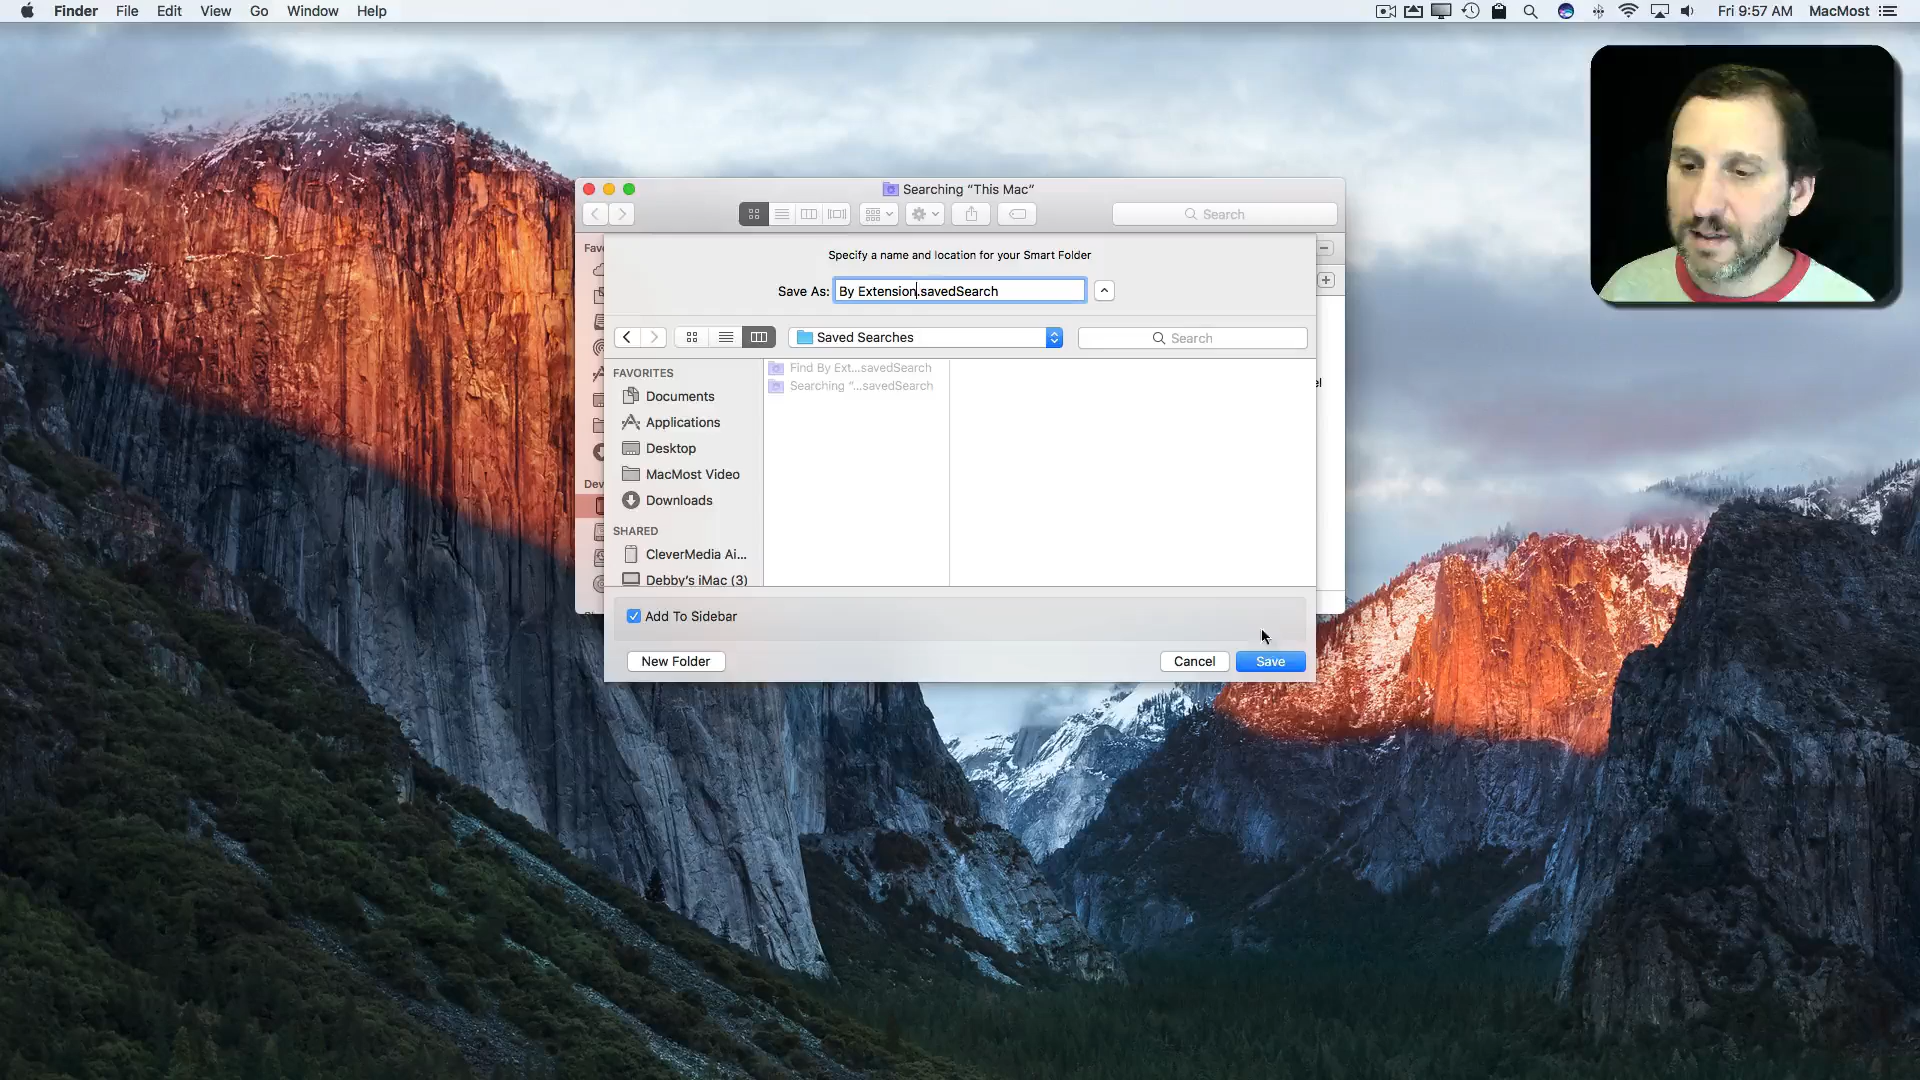 Finder File Edit View Go Window Help
Fri 9:57 AM MacMost
Searching “This Mac”
Search
Fav
Specify a name and location for your Smart Folder
Save As: By Extension.savedSearch
Saved Searches
Search
FAVORITES
Documents
Applications
Desktop
MacMost Video
Downloads
SHARED
CleverMedia Ai...
Debby's iMac (3)
Find By Ext...savedSearch
Searching “...savedSearch
Dev
Add To Sidebar
New Folder
Cancel
Save